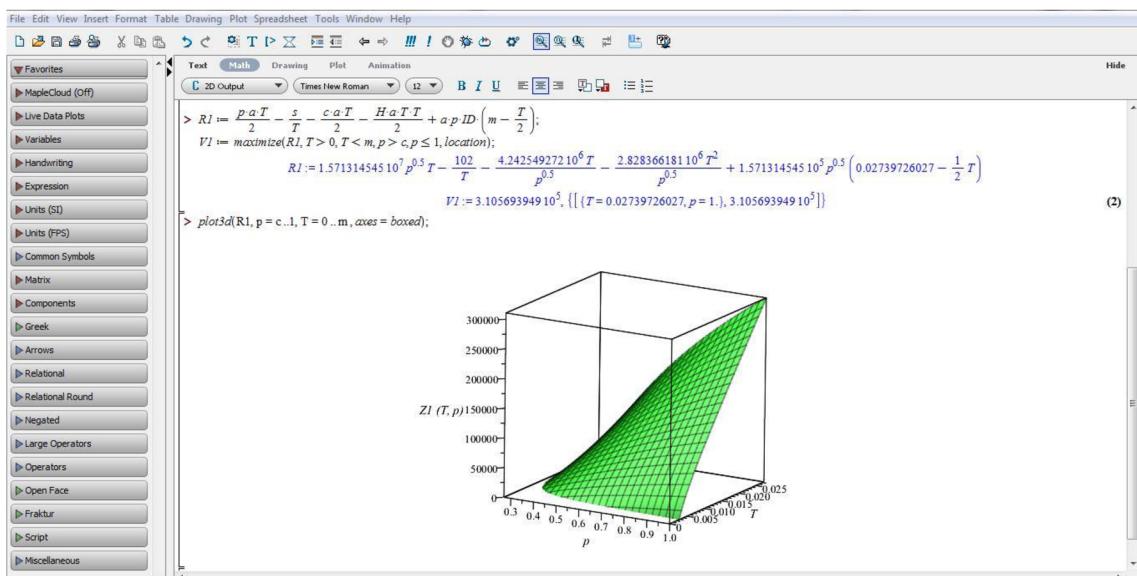 File Edit View Insert Format Table Drawing Plot Spreadsheet Tools Window Help
Text Math Drawing Plot Animation Hide
C 2D Output Times New Roman 12 B I U
Favorites
MapleCloud (Off)
Live Data Plots
Variables
Handwriting
Expression
Units (SI)
Units (FPS)
Common Symbols
Matrix
Components
Greek
Arrows
Relational
Relational Round
Negated
Large Operators
Operators
Open Face
Fraktur
Script
Miscellaneous
> R1 := p·a·T/2 − s/T − c·a·T/2 − H·a·T·T/2 + a·p·ID·(m − T/2);
V1 := maximize(R1, T > 0, T < m, p > c, p ≤ 1, location);
R1 := 1.571314545 10^7 p^0.5 T − 102/T − 4.242549272 10^6 T/p^0.5 − 2.828366181 10^6 T^2/p^0.5 + 1.571314545 10^5 p^0.5 (0.02739726027 − 1/2 T)
V1 := 3.105693949 10^5, {[{T = 0.02739726027, p = 1.}, 3.105693949 10^5]} (2)
> plot3d(R1, p = c ..1, T = 0 ..m, axes = boxed);
300000
250000
200000
Z1 (T, p) 150000
100000
50000
0
0.3 0.4 0.5 0.6 0.7 0.8 0.9 1.0
p
0 0.005 0.010 0.015 0.020 0.025
T